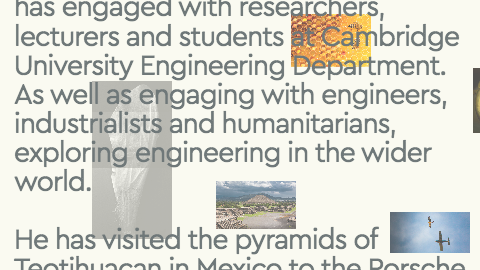 has engaged with researchers,
lecturers and students at Cambridge
University Engineering Department.
As well as engaging with engineers,
industrialists and humanitarians,
exploring engineering in the wider
world.
He has visited the pyramids of
Teotihuacan in Mexico to the Porsche